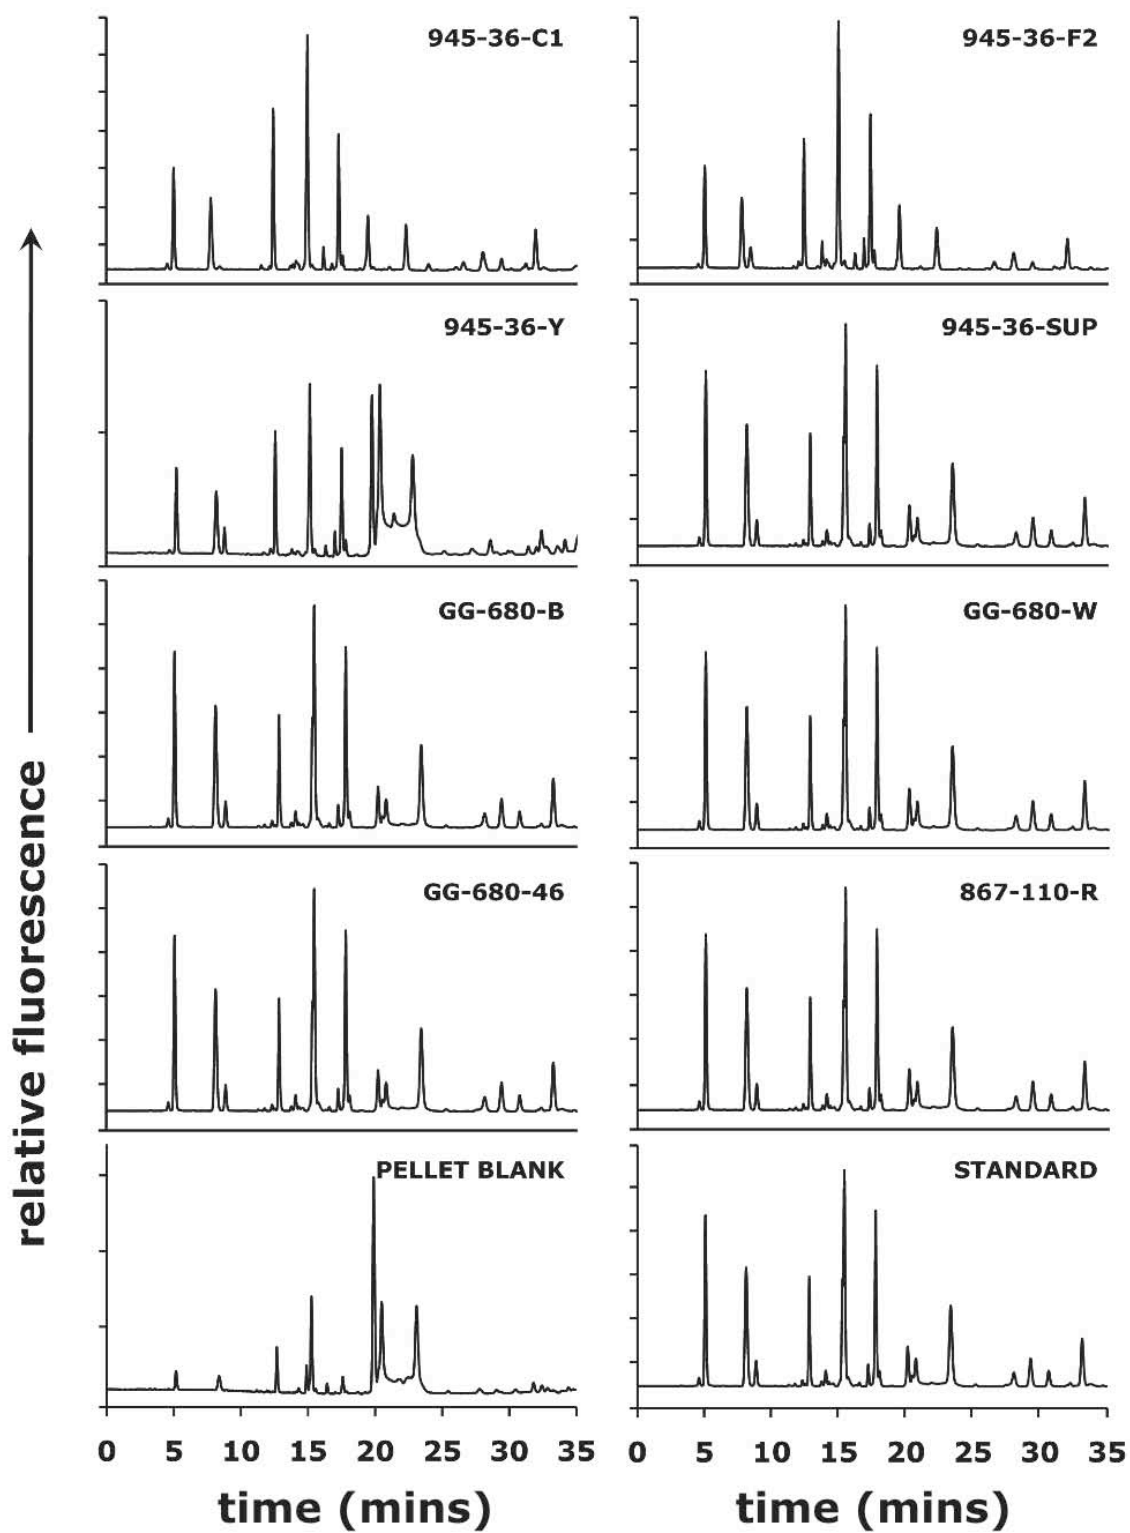 945-36-C1
945-36-F2
945-36-Y
945-36-SUP
GG-680-B
GG-680-W
GG-680-46
867-110-R
PELLET BLANK
STANDARD
relative fluorescence
0 5 10 15 20 25 30 35
0 5 10 15 20 25 30 35
time (mins)
time (mins)